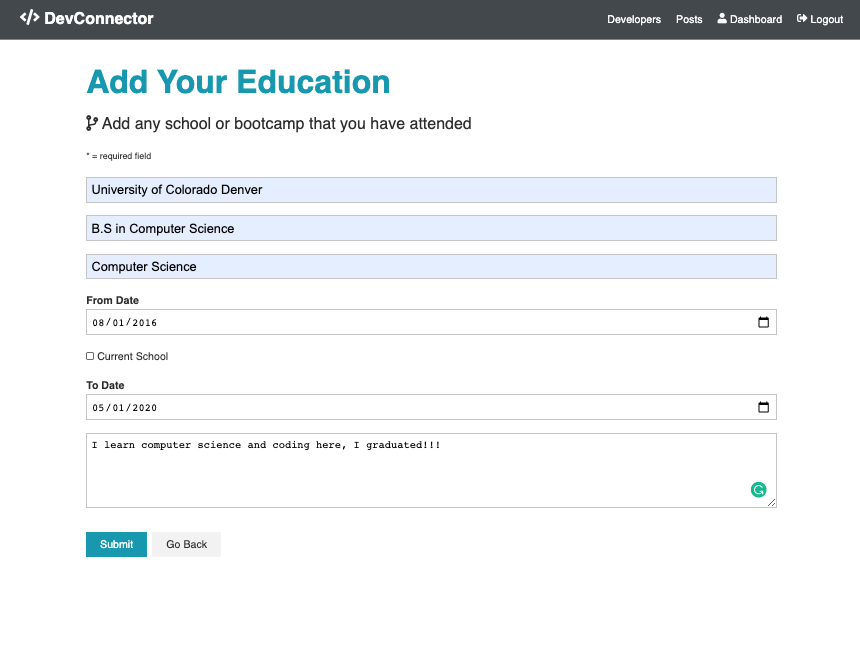 DevConnector
Developers Posts Dashboard Logout
Add Your Education
Add any school or bootcamp that you have attended
* = required field
University of Colorado Denver
B.S in Computer Science
Computer Science
From Date
08/01/2016
Current School
To Date
05/01/2020
I learn computer science and coding here, I graduated!!!
Submit Go Back